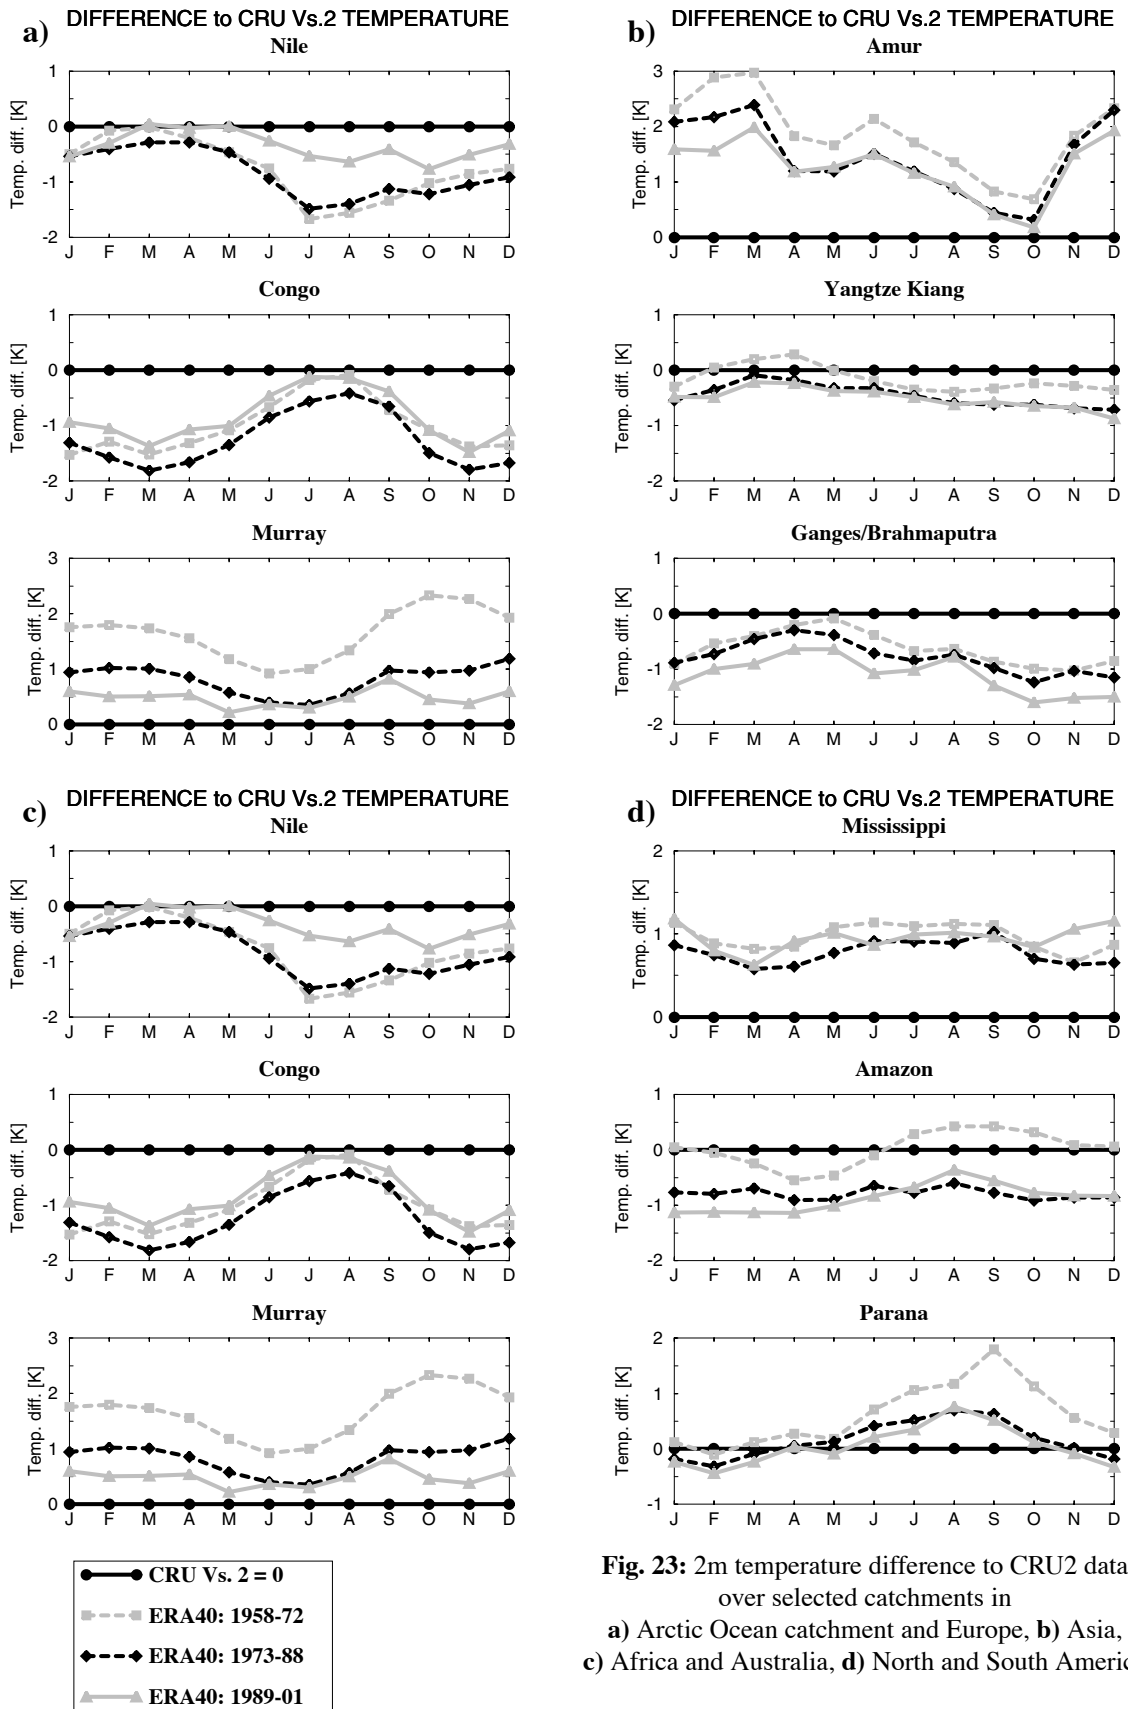 a) DIFFERENCE to CRU Vs.2 TEMPERATURE
Nile
Temp. diff. [K]
1
0
-1
-2
J F M A M J J A S O N D
Congo
Temp. diff. [K]
1
0
-1
-2
J F M A M J J A S O N D
Murray
Temp. diff. [K]
3
2
1
0
J F M A M J J A S O N D
b) DIFFERENCE to CRU Vs.2 TEMPERATURE
Amur
Temp. diff. [K]
3
2
1
0
J F M A M J J A S O N D
Yangtze Kiang
Temp. diff. [K]
1
0
-1
-2
J F M A M J J A S O N D
Ganges/Brahmaputra
Temp. diff. [K]
1
0
-1
-2
J F M A M J J A S O N D
c) DIFFERENCE to CRU Vs.2 TEMPERATURE
Nile
Temp. diff. [K]
1
0
-1
-2
J F M A M J J A S O N D
Congo
Temp. diff. [K]
1
0
-1
-2
J F M A M J J A S O N D
Murray
Temp. diff. [K]
3
2
1
0
J F M A M J J A S O N D
d) DIFFERENCE to CRU Vs.2 TEMPERATURE
Mississippi
Temp. diff. [K]
2
1
0
J F M A M J J A S O N D
Amazon
Temp. diff. [K]
1
0
-1
-2
J F M A M J J A S O N D
Parana
Temp. diff. [K]
2
1
0
-1
J F M A M J J A S O N D
CRU Vs. 2 = 0
ERA40: 1958-72
ERA40: 1973-88
ERA40: 1989-01
Fig. 23: 2m temperature difference to CRU2 data
over selected catchments in
a) Arctic Ocean catchment and Europe, b) Asia,
c) Africa and Australia, d) North and South Americ